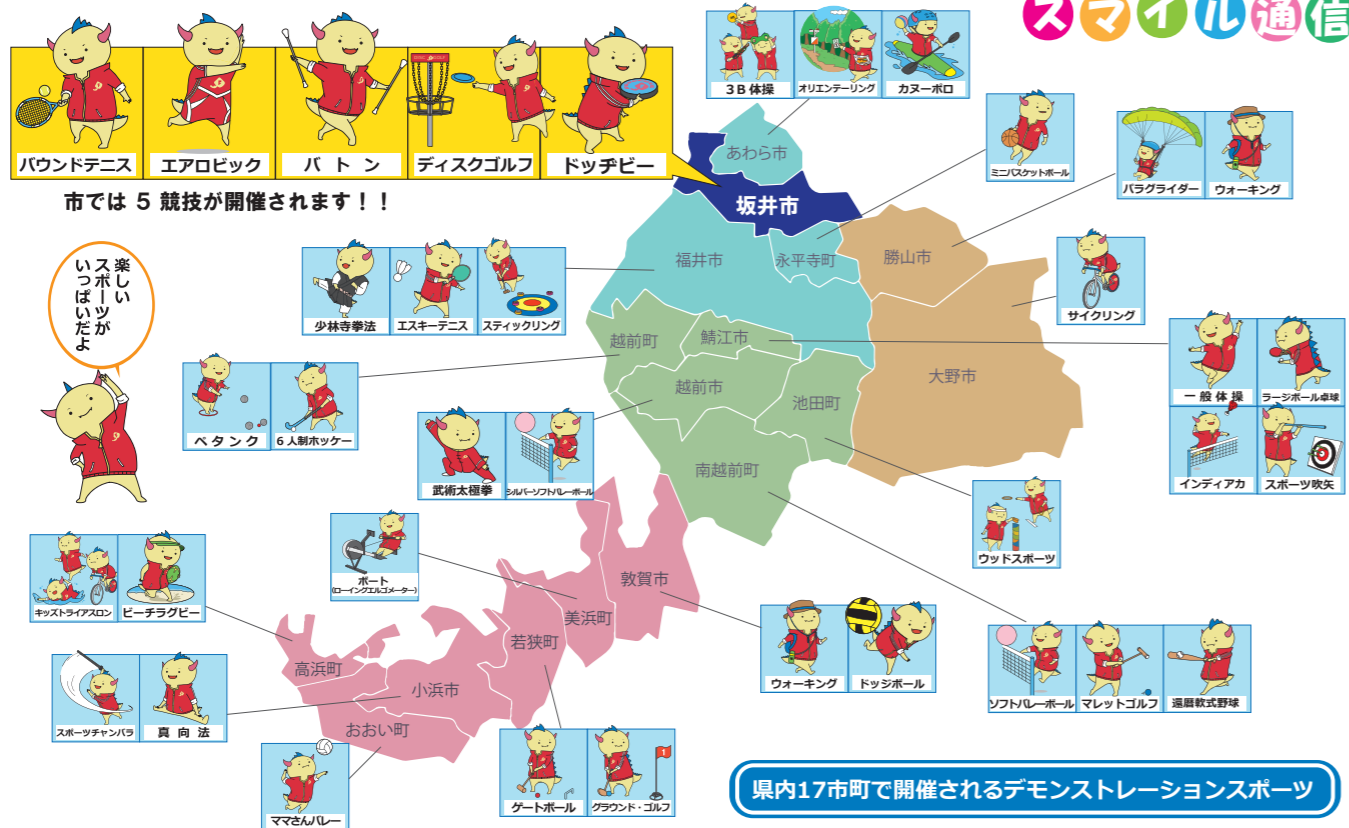 スマイル通信
バウンドテニス
エアロビック
バトン
ディスクゴルフ
ドッヂビー
市では 5 競技が開催されます！！
楽しい
スポーツが
いっぱいだよ
3B 体操
オリエンテーリング
カヌーポロ
ミニバスケットボール
パラグライダー
ウォーキング
あわら市
坂井市
福井市
永平寺町
勝山市
少林寺拳法
エスキーテニス
スティックリング
サイクリング
越前町
鯖江市
越前市
池田町
大野市
南越前町
一般体操
ラージボール卓球
インディアカ
スポーツ吹矢
ペタンク
6 人制ホッケー
武術太極拳
シルバーソフトバレーボール
ウッドスポーツ
ボート
(ローイングエルゴメーター)
キッズトライアスロン
ビーチラグビー
敦賀市
美浜町
若狭町
高浜町
小浜市
おおい町
ウォーキング
ドッジボール
ソフトバレーボール
マレットゴルフ
還暦軟式野球
スポーツチャンバラ
真向法
ママさんバレー
ゲートボール
グラウンド・ゴルフ
1
県内17市町で開催されるデモンストレーションスポーツ